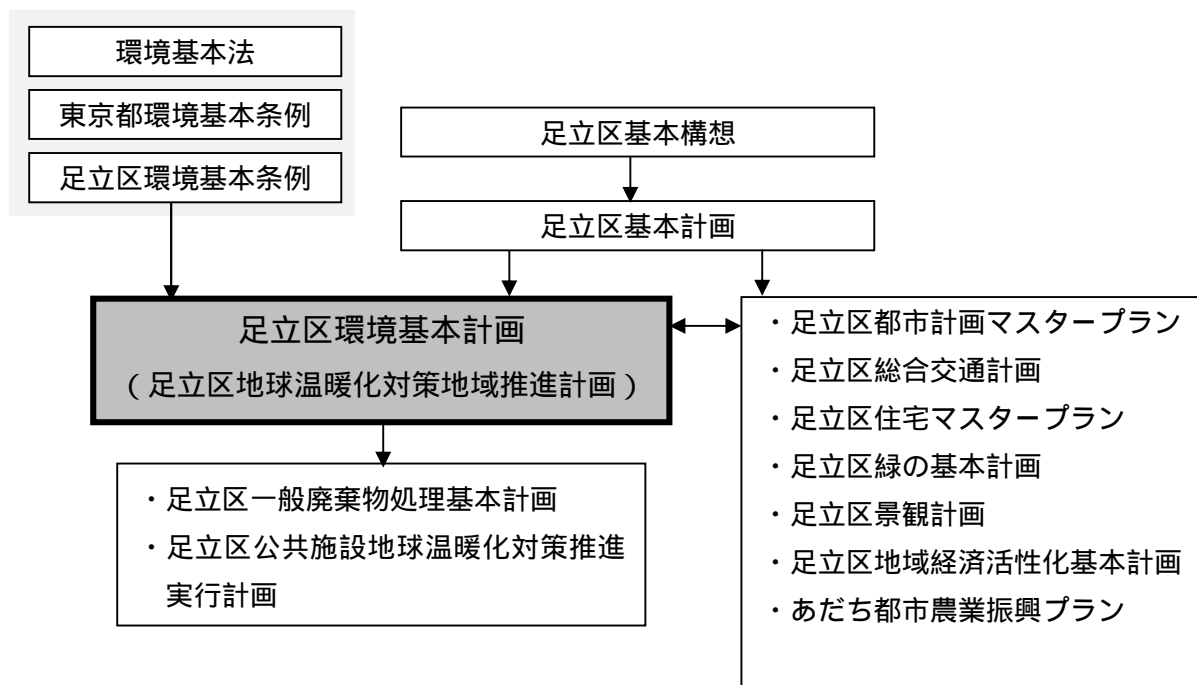 環境基本法
東京都環境基本条例
足立区環境基本条例
足立区基本構想
足立区基本計画
足立区環境基本計画
（足立区地球温暖化対策地域推進計画）
・足立区一般廃棄物処理基本計画
・足立区公共施設地球温暖化対策推進
実行計画
・足立区都市計画マスタープラン
・足立区総合交通計画
・足立区住宅マスタープラン
・足立区緑の基本計画
・足立区景観計画
・足立区地域経済活性化基本計画
・あだち都市農業振興プラン